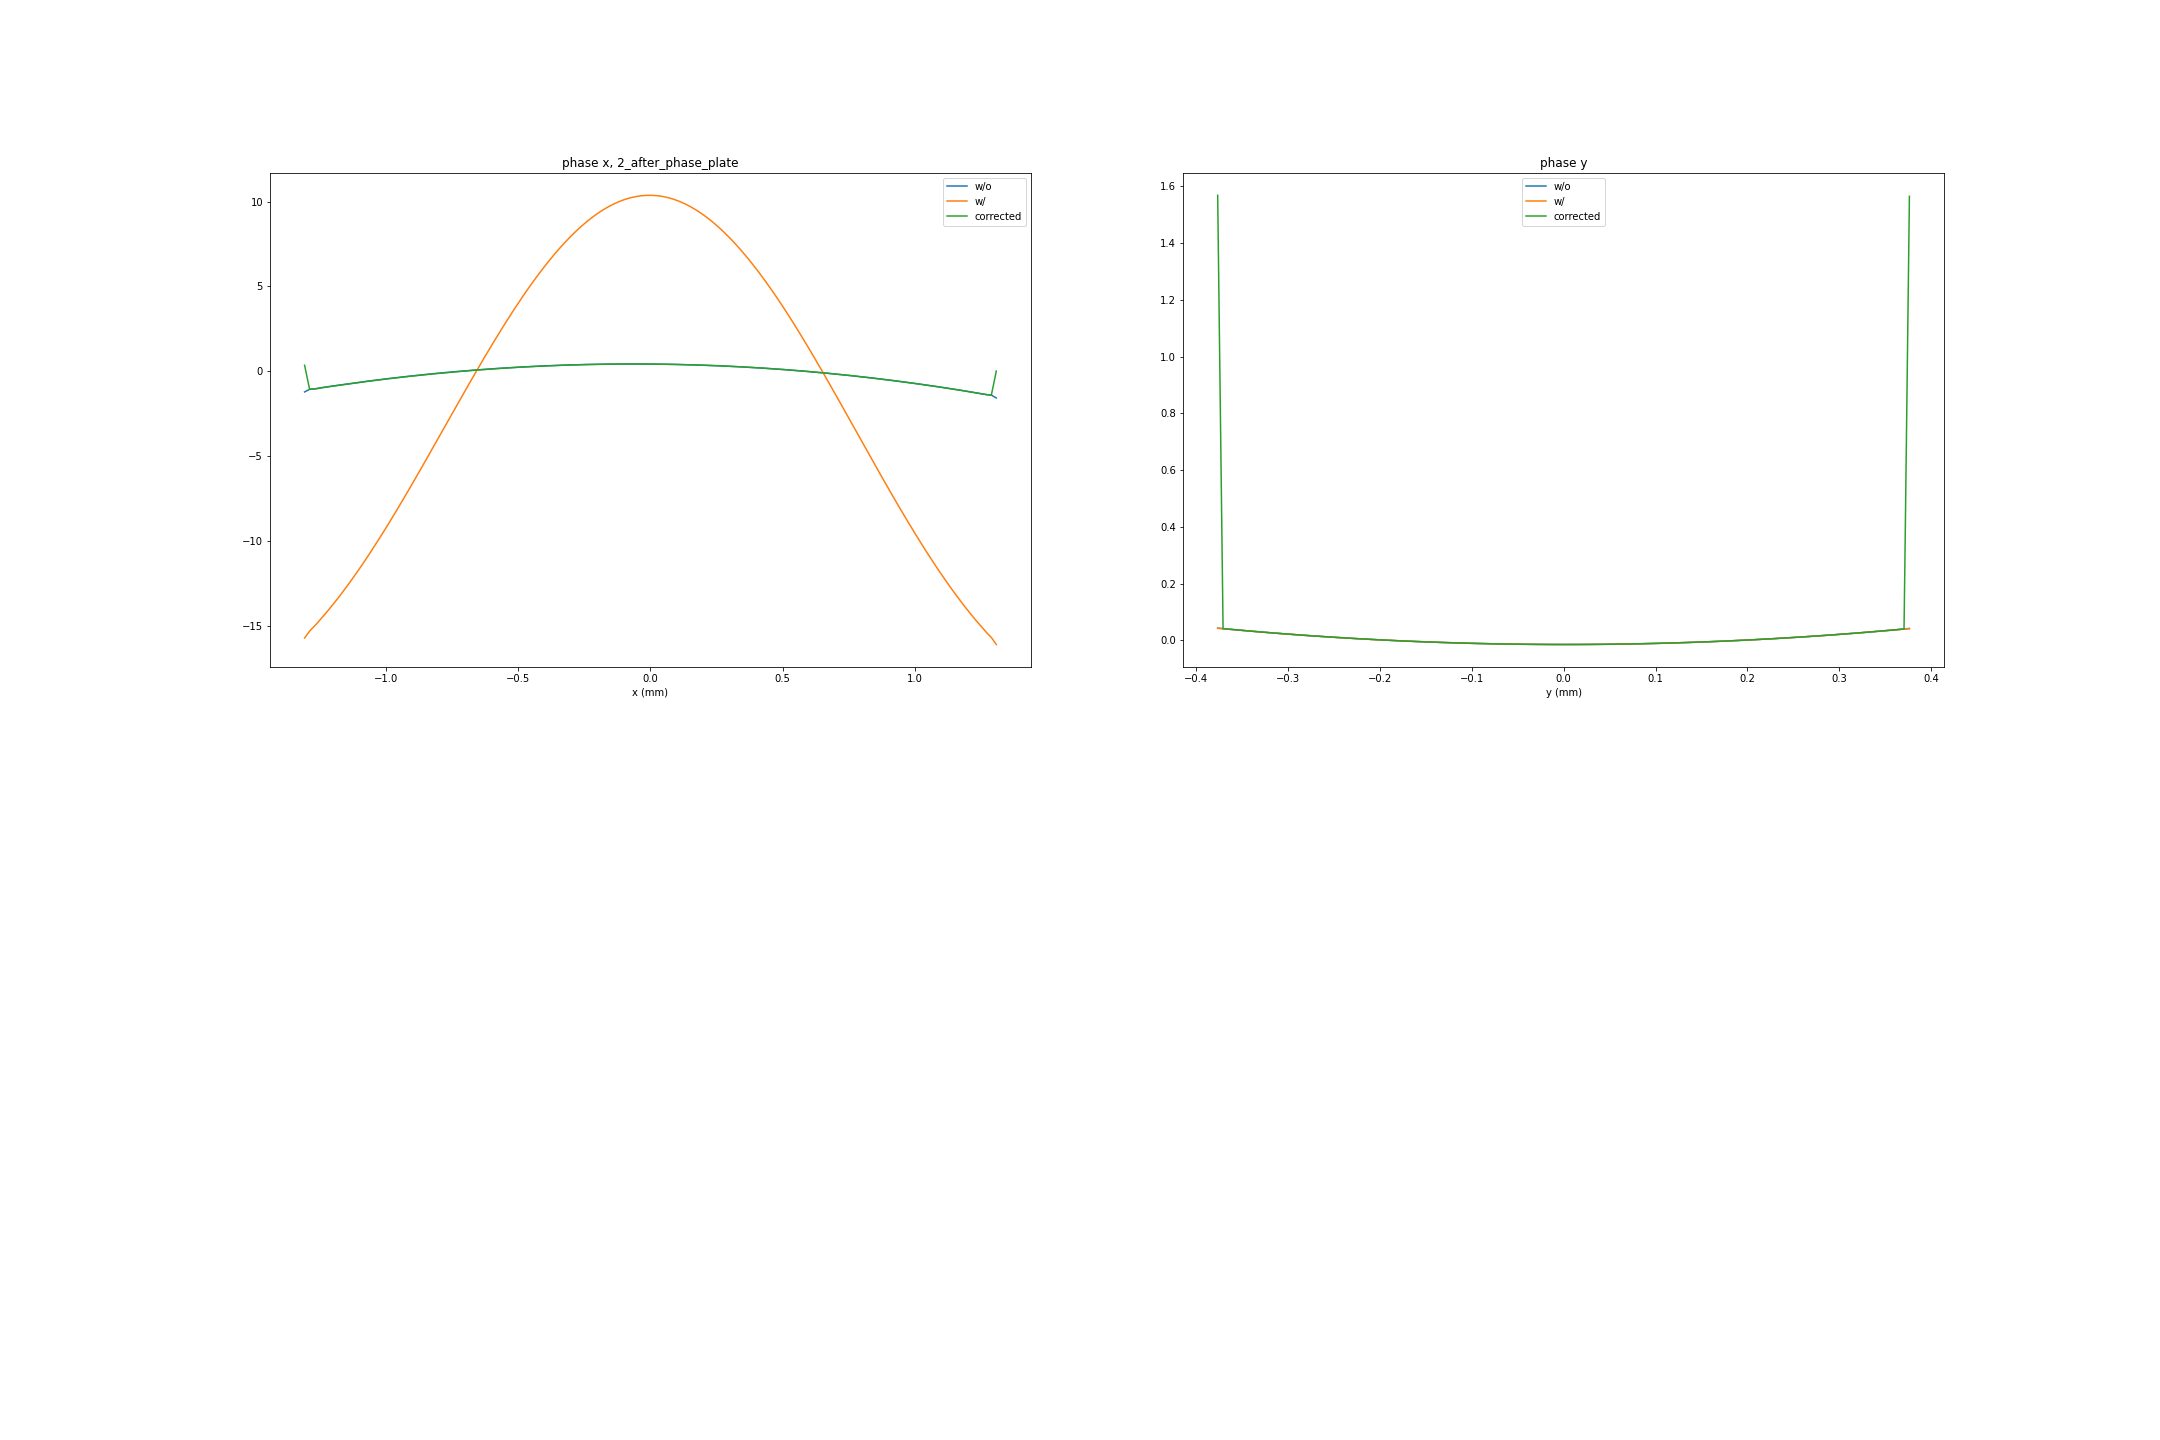 phase x, 2_after_phase_plate
w/o
w/
corrected
10
5
0
−5
−10
−15
−1.0
−0.5
0.0
0.5
1.0
x (mm)
phase y
w/o
w/
corrected
1.6
1.4
1.2
1.0
0.8
0.6
0.4
0.2
0.0
−0.4
−0.3
−0.2
−0.1
0.0
0.1
0.2
0.3
0.4
y (mm)